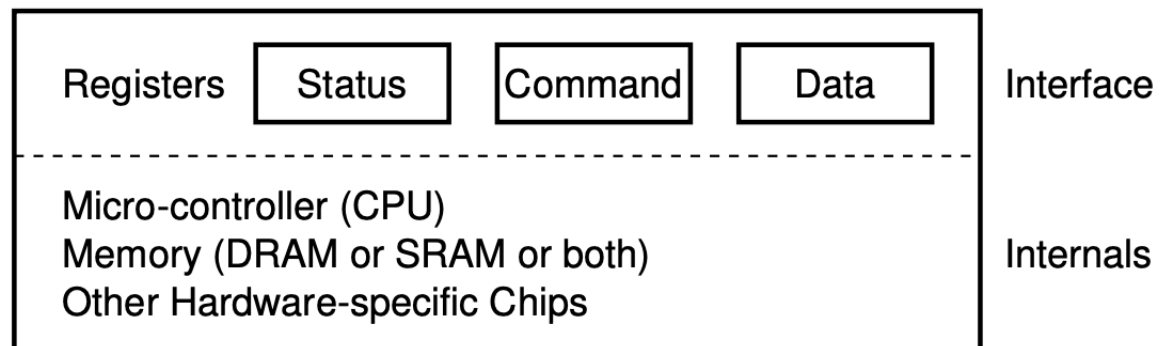 Registers Status Command Data Interface
Micro-controller (CPU)
Memory (DRAM or SRAM or both) Internals
Other Hardware-specific Chips